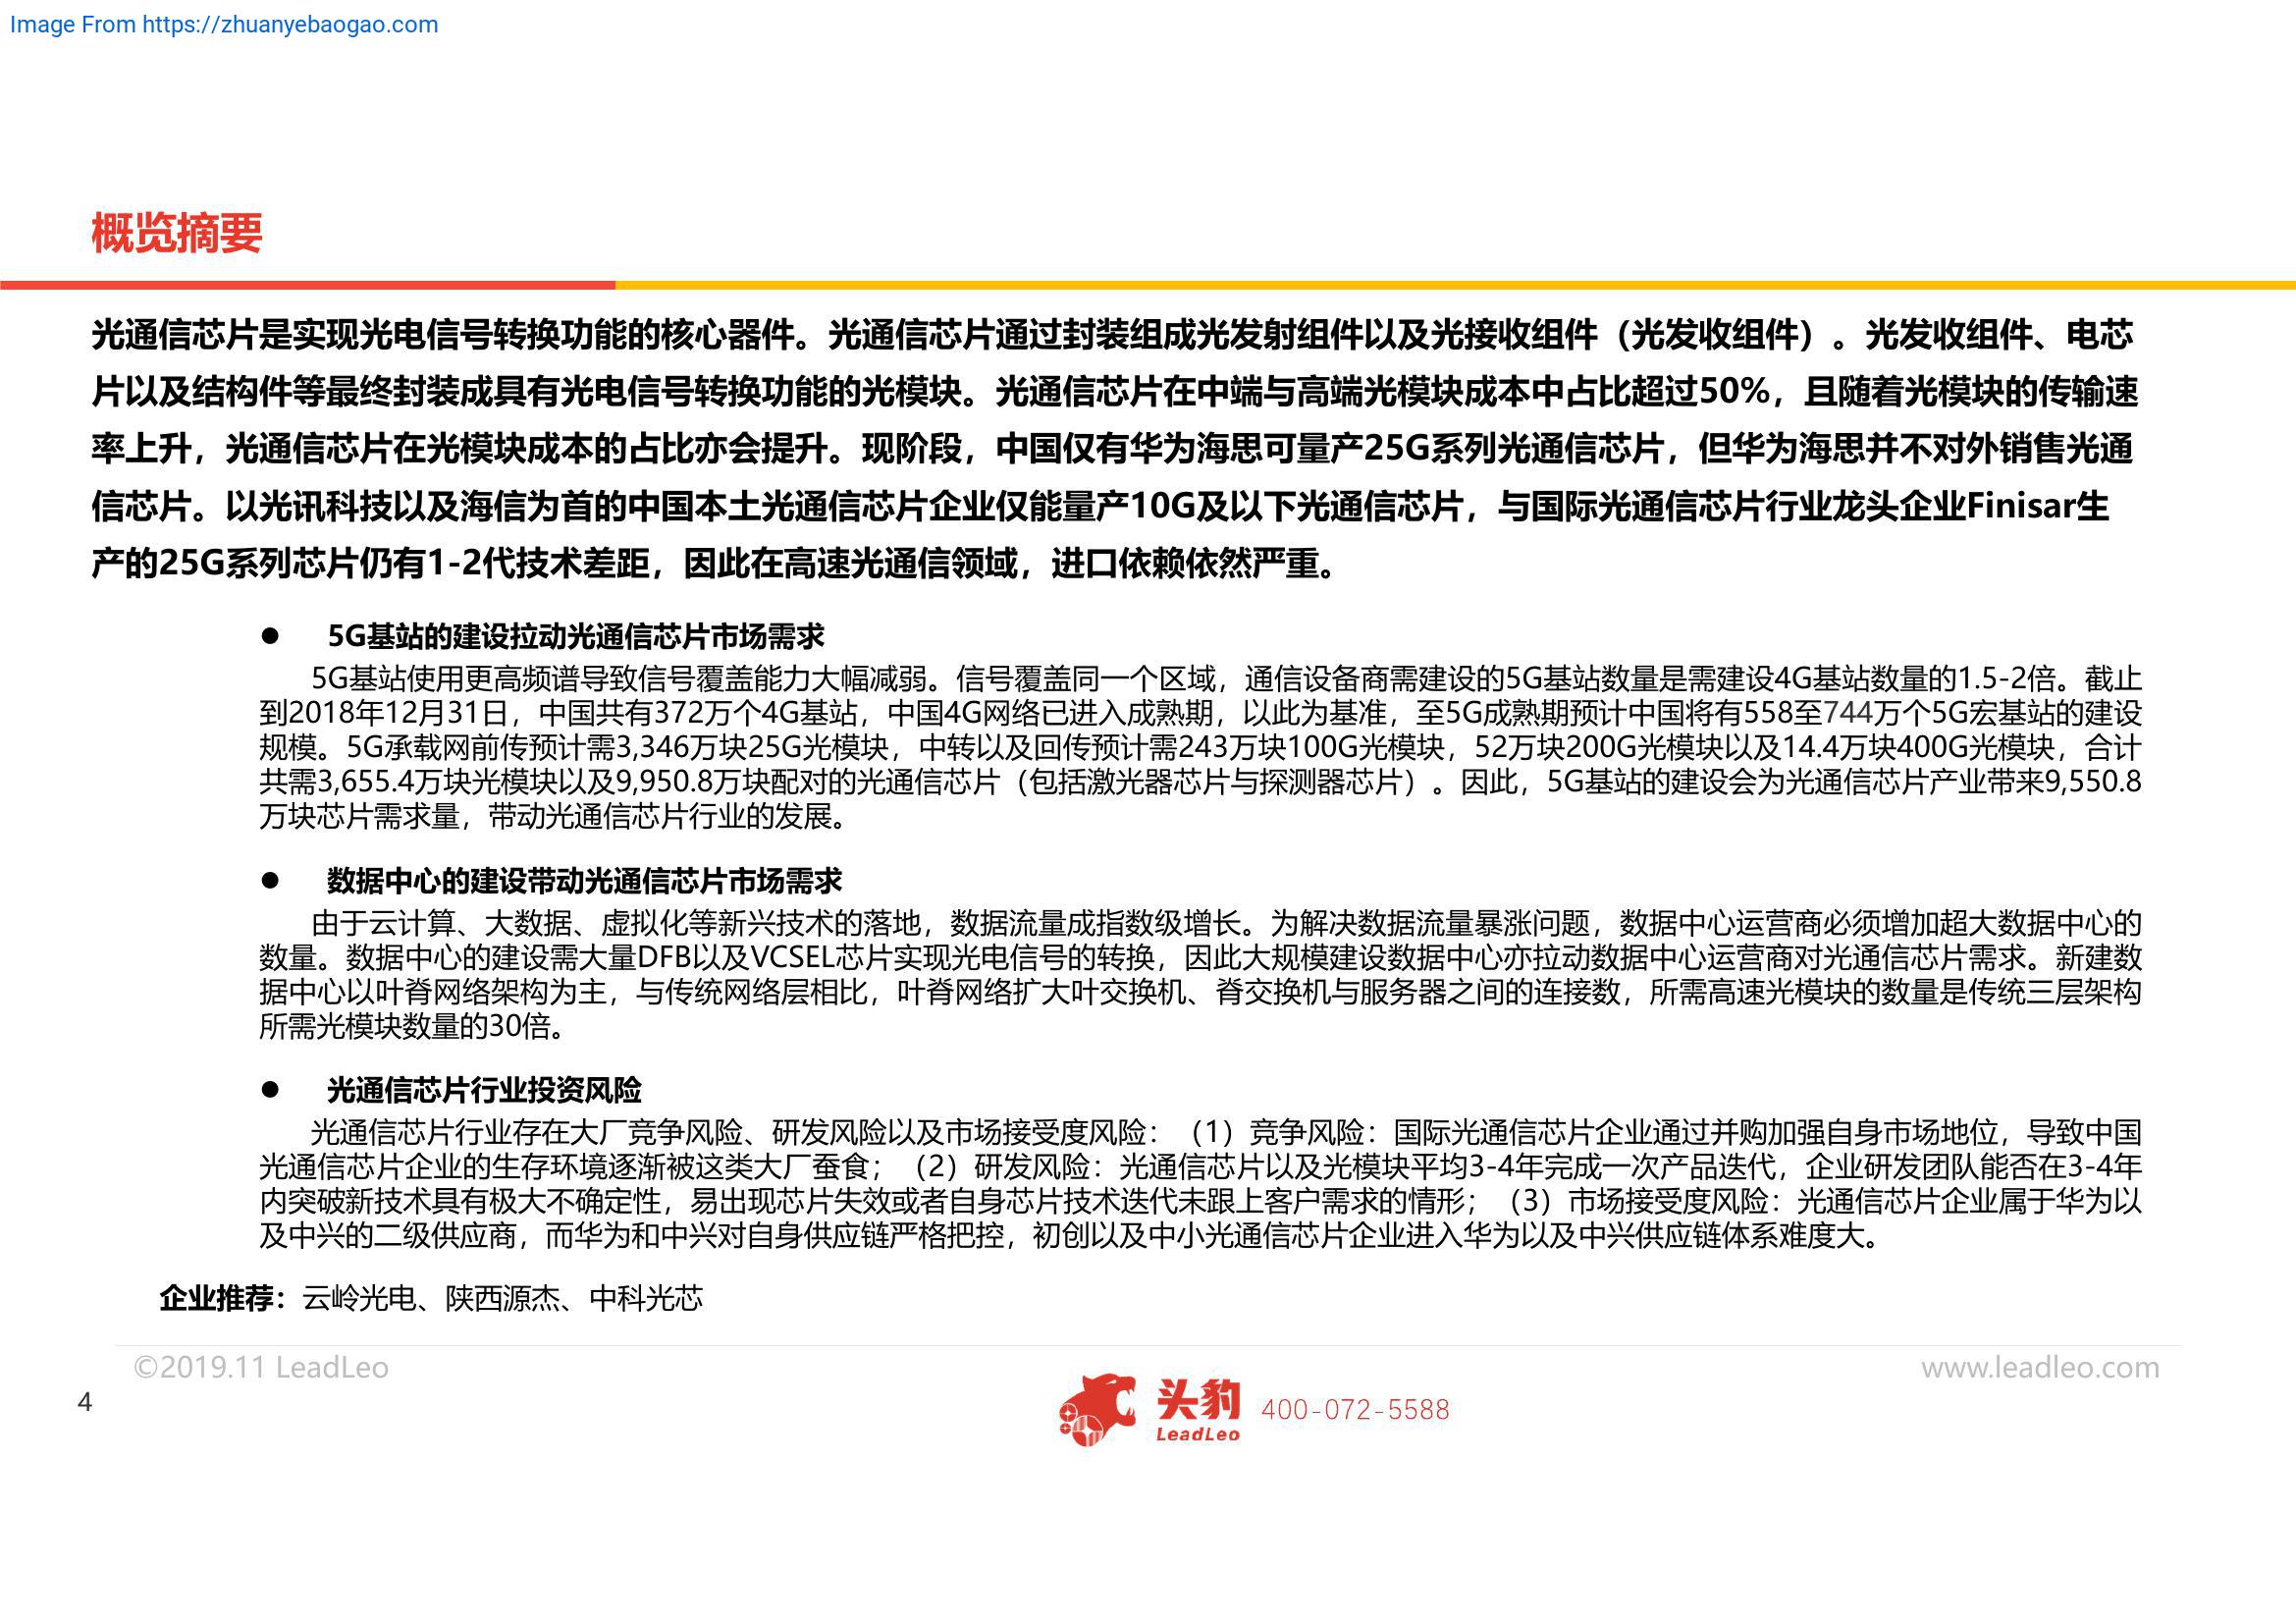 Image From https://zhuanyebaogao.com
概览摘要
光通信芯片是实现光电信号转换功能的核心器件。光通信芯片通过封装组成光发射组件以及光接收组件（光发收组件）。光发收组件、电芯
片以及结构件等最终封装成具有光电信号转换功能的光模块。光通信芯片在中端与高端光模块成本中占比超过50%，且随着光模块的传输速
率上升，光通信芯片在光模块成本的占比亦会提升。现阶段，中国仅有华为海思可量产25G系列光通信芯片，但华为海思并不对外销售光通
信芯片。以光讯科技以及海信为首的中国本土光通信芯片企业仅能量产10G及以下光通信芯片，与国际光通信芯片行业龙头企业Finisar生
产的25G系列芯片仍有1-2代技术差距，因此在高速光通信领域，进口依赖依然严重。
● 5G基站的建设拉动光通信芯片市场需求
5G基站使用更高频谱导致信号覆盖能力大幅减弱。信号覆盖同一个区域，通信设备商需建设的5G基站数量是需建设4G基站数量的1.5-2倍。截止
到2018年12月31日，中国共有372万个4G基站，中国4G网络已进入成熟期，以此为基准，至5G成熟期预计中国将有558至744万个5G宏基站的建设
规模。5G承载网前传预计需3,346万块25G光模块，中转以及回传预计需243万块100G光模块，52万块200G光模块以及14.4万块400G光模块，合计
共需3,655.4万块光模块以及9,950.8万块配对的光通信芯片（包括激光器芯片与探测器芯片）。因此，5G基站的建设会为光通信芯片产业带来9,550.8
万块芯片需求量，带动光通信芯片行业的发展。
● 数据中心的建设带动光通信芯片市场需求
由于云计算、大数据、虚拟化等新兴技术的落地，数据流量成指数级增长。为解决数据流量暴涨问题，数据中心运营商必须增加超大数据中心的
数量。数据中心的建设需大量DFB以及VCSEL芯片实现光电信号的转换，因此大规模建设数据中心亦拉动数据中心运营商对光通信芯片需求。新建数
据中心以叶脊网络架构为主，与传统网络层相比，叶脊网络扩大叶交换机、脊交换机与服务器之间的连接数，所需高速光模块的数量是传统三层架构
所需光模块数量的30倍。
● 光通信芯片行业投资风险
光通信芯片行业存在大厂竞争风险、研发风险以及市场接受度风险：（1）竞争风险：国际光通信芯片企业通过并购加强自身市场地位，导致中国
光通信芯片企业的生存环境逐渐被这类大厂蚕食；（2）研发风险：光通信芯片以及光模块平均3-4年完成一次产品迭代，企业研发团队能否在3-4年
内突破新技术具有极大不确定性，易出现芯片失效或者自身芯片技术迭代未跟上客户需求的情形；（3）市场接受度风险：光通信芯片企业属于华为以
及中兴的二级供应商，而华为和中兴对自身供应链严格把控，初创以及中小光通信芯片企业进入华为以及中兴供应链体系难度大。
企业推荐：云岭光电、陕西源杰、中科光芯
©2019.11 LeadLeo
www.leadleo.com
4
头豹
LeadLeo
400-072-5588